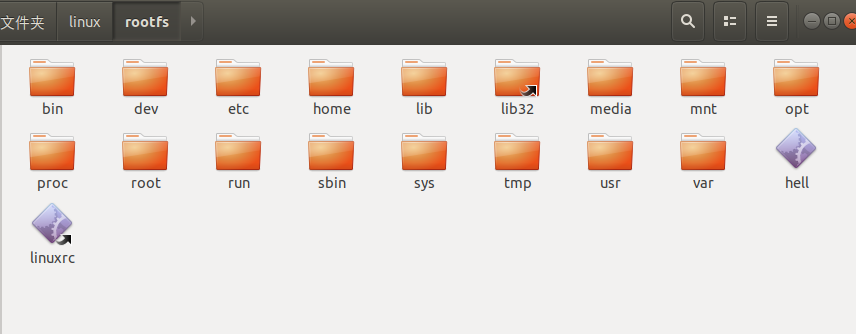 文件夹 linux rootfs
bin dev etc home lib lib32 media mnt opt
proc root run sbin sys tmp usr var hell
linuxrc